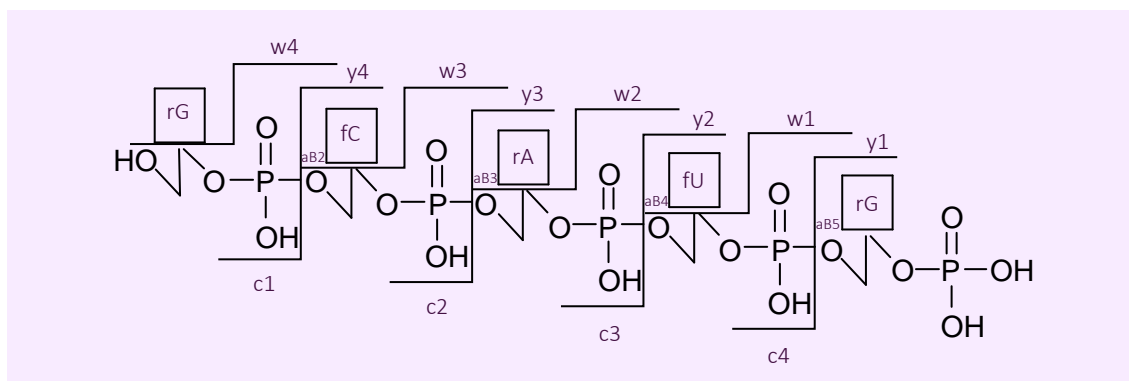 w4
y4
w3
y3
w2
y2
w1
y1
rG
fC
rA
fU
rG
aB2
aB3
aB4
aB5
HO
O
O
P
O
OH
O
O
P
O
OH
O
O
P
O
OH
O
O
P
O
OH
O
O
P
OH
OH
c1
c2
c3
c4